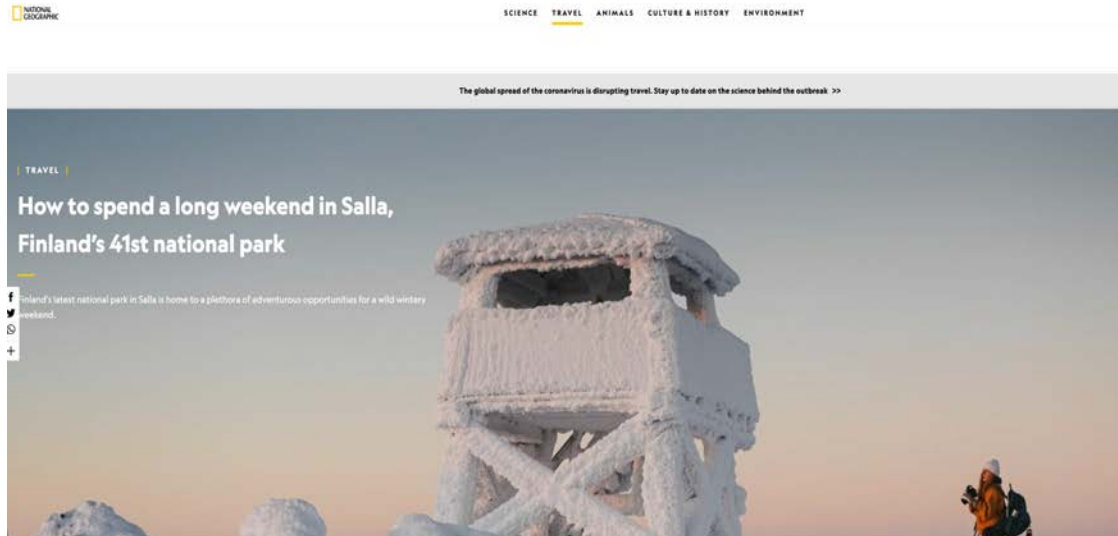 NATIONAL
GEOGRAPHIC
SCIENCE TRAVEL ANIMALS CULTURE & HISTORY ENVIRONMENT
The global spread of the coronavirus is disrupting travel. Stay up to date on the science behind the outbreak >>
TRAVEL
How to spend a long weekend in Salla,
Finland's 41st national park
Finland's latest national park in Salla is home to a plethora of adventurous opportunities for a wild wintery
weekend.